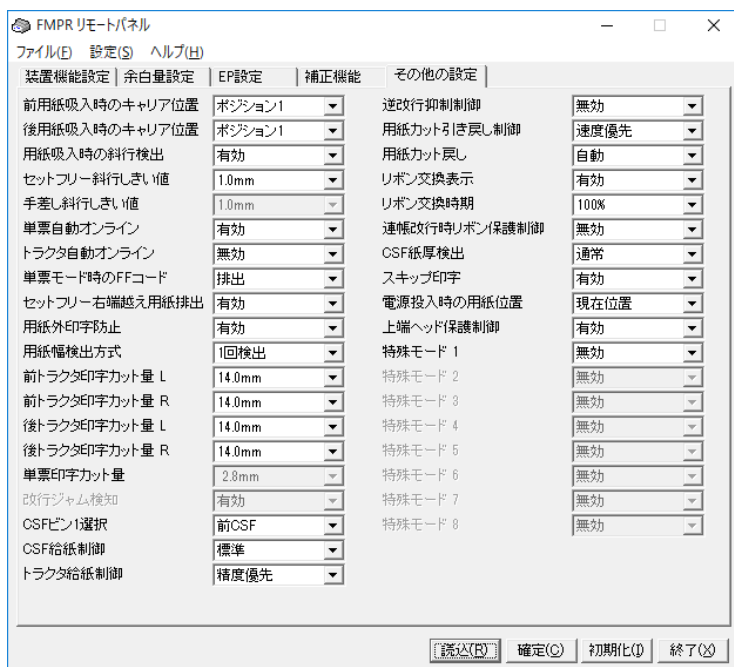 FMPR リモートパネル
ファイル(F) 設定(S) ヘルプ(H)
装置機能設定 余白量設定 EP設定 補正機能 その他の設定
前用紙吸入時のキャリア位置 ポジション1
後用紙吸入時のキャリア位置 ポジション1
用紙吸入時の斜行検出 有効
セットフリー斜行しきい値 1.0mm
手差し斜行しきい値 1.0mm
単票自動オンライン 有効
トラクタ自動オンライン 無効
単票モード時のFFコード 排出
セットフリー右端越え用紙排出 有効
用紙外印字防止 有効
用紙幅検出方式 1回検出
前トラクタ印字カット量 L 14.0mm
前トラクタ印字カット量 R 14.0mm
後トラクタ印字カット量 L 14.0mm
後トラクタ印字カット量 R 14.0mm
単票印字カット量 2.8mm
改行ジャム検知 有効
CSFビン1選択 前CSF
CSF給紙制御 標準
トラクタ給紙制御 精度優先
逆改行抑制制御 無効
用紙カット引き戻し制御 速度優先
用紙カット戻し 自動
リボン交換表示 有効
リボン交換時期 100%
連帳改行時リボン保護制御 無効
CSF紙厚検出 通常
スキップ印字 有効
電源投入時の用紙位置 現在位置
上端ヘッド保護制御 有効
特殊モード 1 無効
特殊モード 2 無効
特殊モード 3 無効
特殊モード 4 無効
特殊モード 5 無効
特殊モード 6 無効
特殊モード 7 無効
特殊モード 8 無効
読込(R) 確定(C) 初期化(I) 終了(X)